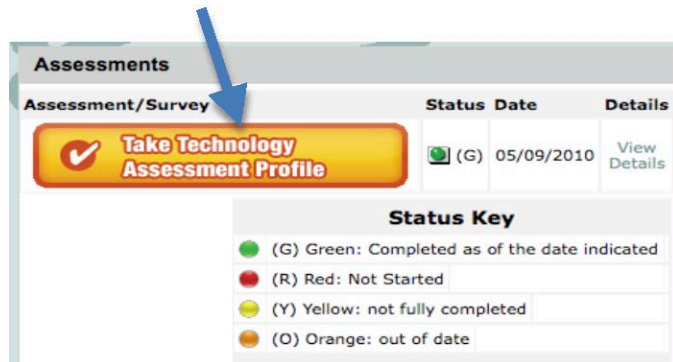 Assessments
Assessment/Survey Status Date Details
Take Technology
Assessment Profile
(G) 05/09/2010 View
Details
Status Key
(G) Green: Completed as of the date indicated
(R) Red: Not Started
(Y) Yellow: not fully completed
(O) Orange: out of date